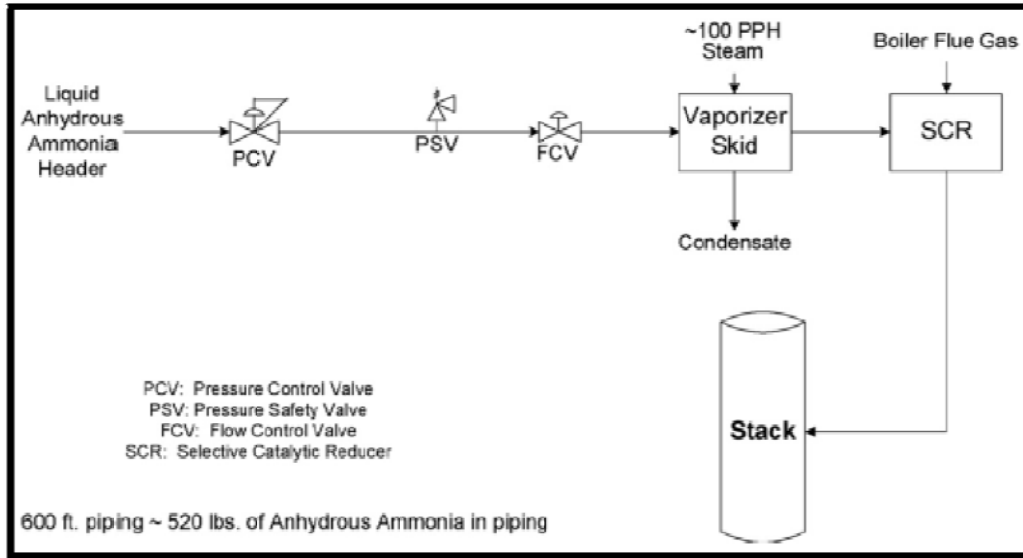 ~100 PPH
Steam
Boiler Flue Gas
Liquid
Anhydrous
Ammonia
Header
PCV
PSV
FCV
Vaporizer
Skid
SCR
Condensate
PCV: Pressure Control Valve
PSV: Pressure Safety Valve
FCV: Flow Control Valve
SCR: Selective Catalytic Reducer
Stack
600 ft. piping ~ 520 lbs. of Anhydrous Ammonia in piping